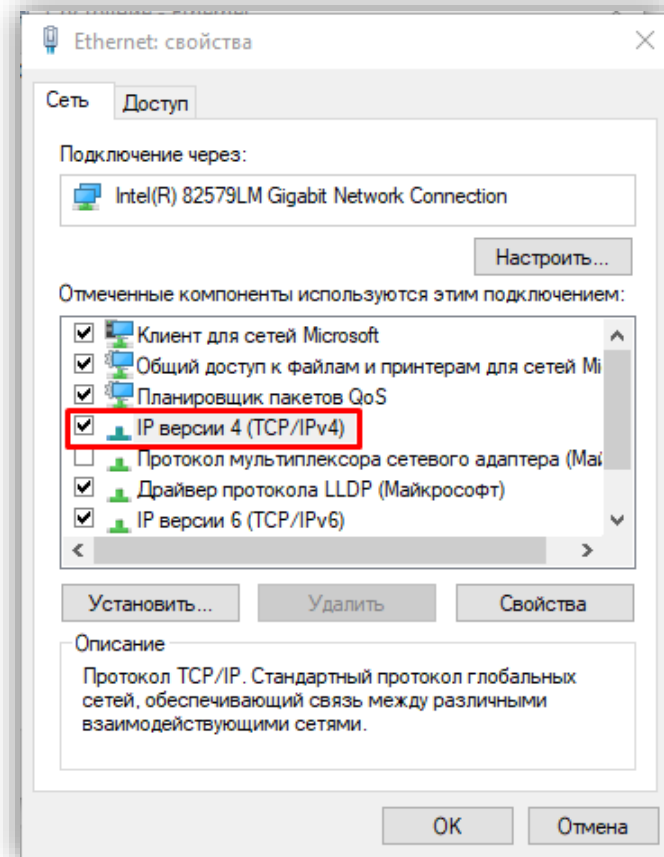 Ethernet: свойства
Сеть
Доступ
Подключение через:
Intel(R) 82579LM Gigabit Network Connection
Настроить...
Отмеченные компоненты используются этим подключением:
Клиент для сетей Microsoft
Общий доступ к файлам и принтерам для сетей Mi
Планировщик пакетов QoS
IP версии 4 (TCP/IPv4)
Протокол мультиплексора сетевого адаптера (Май
Драйвер протокола LLDP (Майкрософт)
IP версии 6 (TCP/IPv6)
Установить...
Удалить
Свойства
Описание
Протокол TCP/IP. Стандартный протокол глобальных
сетей, обеспечивающий связь между различными
взаимодействующими сетями.
OK
Отмена